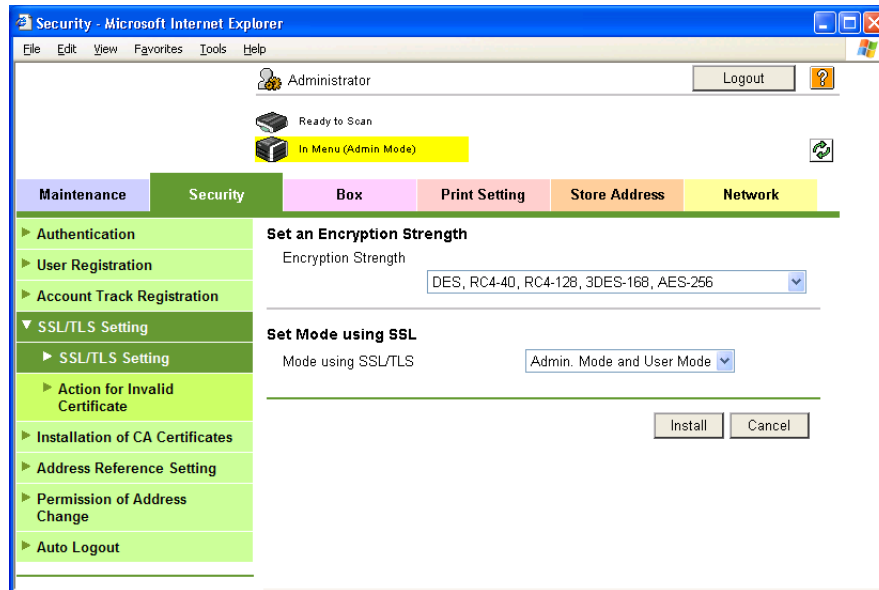 Security - Microsoft Internet Explorer
File Edit View Favorites Tools Help
Administrator
Logout
?
Ready to Scan
In Menu (Admin Mode)
Maintenance Security Box Print Setting Store Address Network
Authentication
User Registration
Account Track Registration
SSL/TLS Setting
SSL/TLS Setting
Action for Invalid
Certificate
Installation of CA Certificates
Address Reference Setting
Permission of Address
Change
Auto Logout
Set an Encryption Strength
Encryption Strength
DES, RC4-40, RC4-128, 3DES-168, AES-256
Set Mode using SSL
Mode using SSL/TLS
Admin. Mode and User Mode
Install Cancel